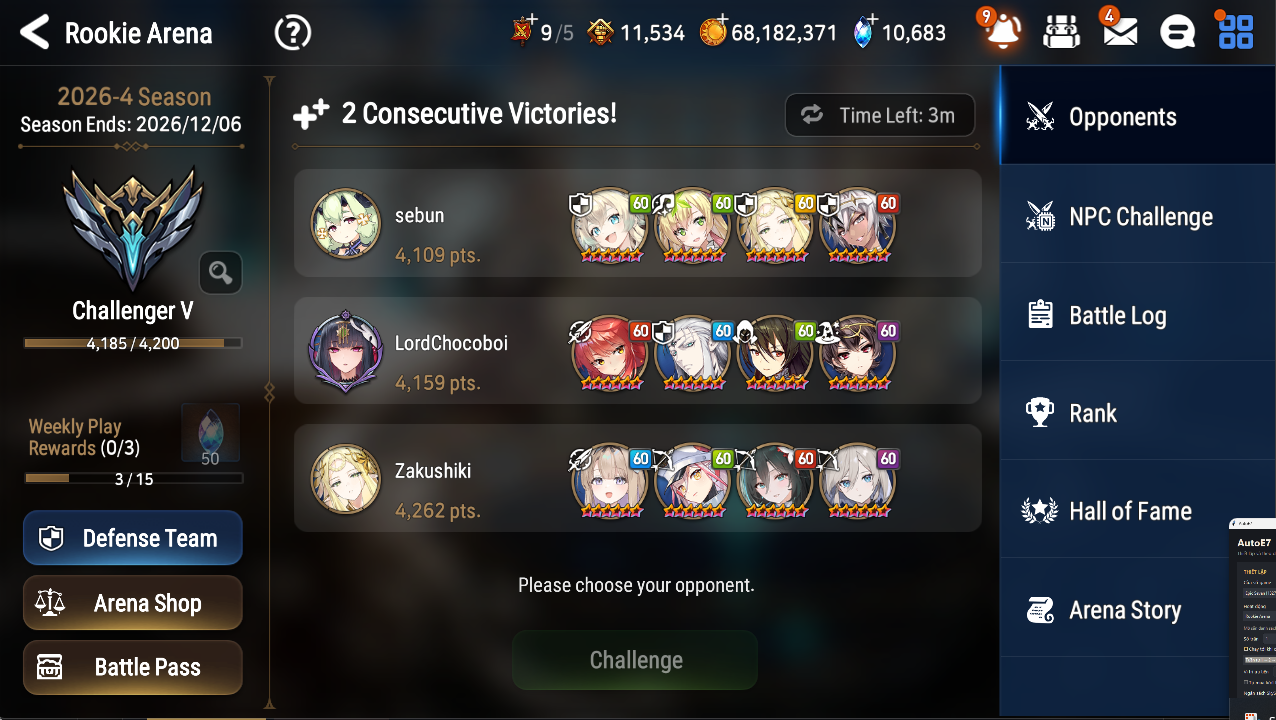 Rookie Arena
?
9/5
11,534
68,182,371
10,683
9
4
2026-4 Season
Season Ends: 2026/12/06
Challenger V
4,185 / 4,200
Weekly Play
Rewards (0/3)
50
3 / 15
Defense Team
Arena Shop
Battle Pass
2 Consecutive Victories!
Time Left: 3m
sebun
4,109 pts.
60
60
60
60
LordChocoboi
4,159 pts.
60
60
60
60
Zakushiki
4,262 pts.
60
60
60
60
Please choose your opponent.
Challenge
Opponents
N
NPC Challenge
Battle Log
Rank
Hall of Fame
Arena Story
AutoE7
AutoE7
THIẾT LẬP